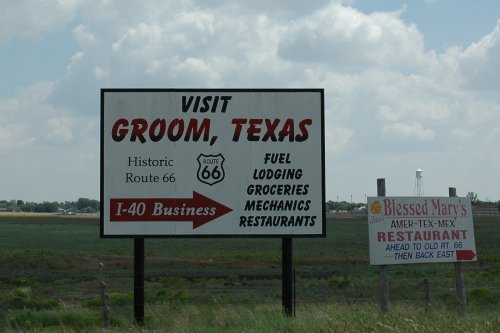 VISIT
GROOM, TEXAS
Historic
Route 66
ROUTE
66
FUEL
LODGING
GROCERIES
MECHANICS
RESTAURANTS
I-40 Business
Blessed Mary's
AMER-TEX-MEX
RESTAURANT
AHEAD TO OLD RT. 66
THEN BACK EAST